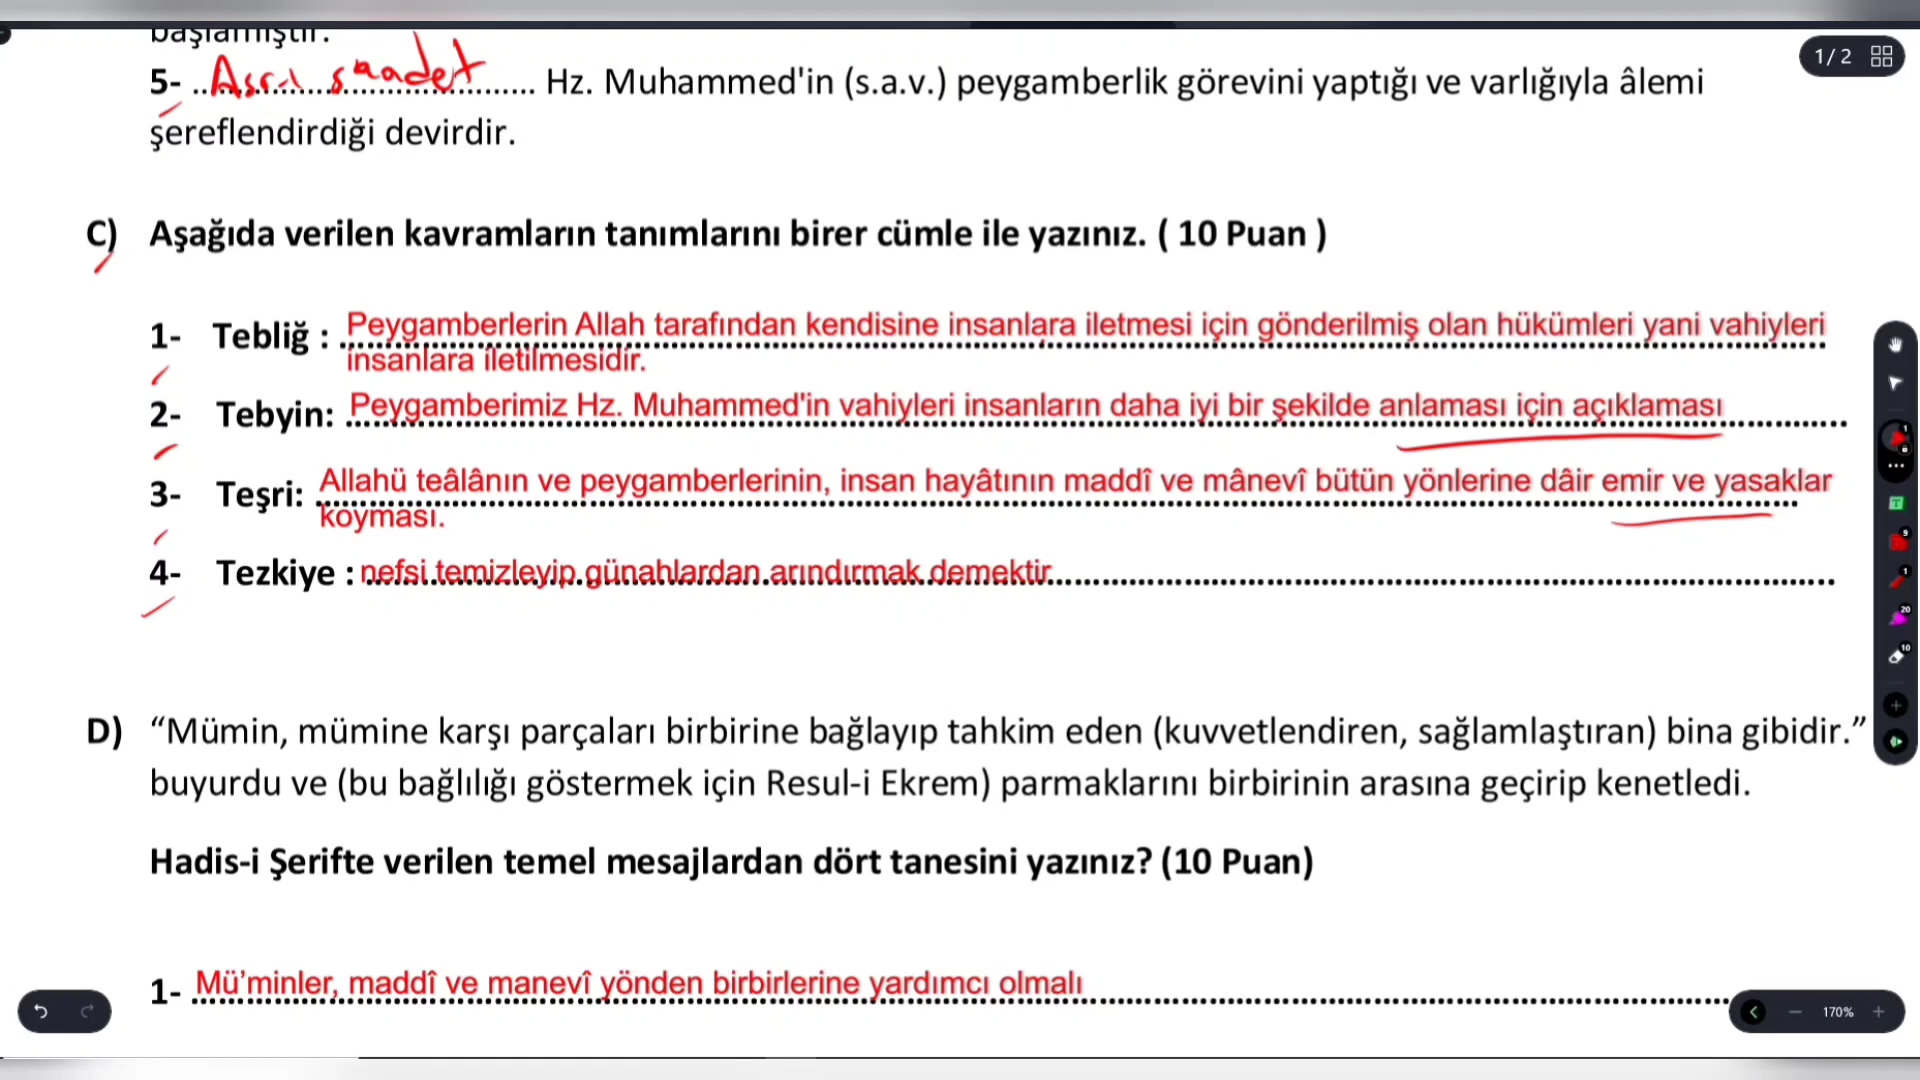 başlamıştır.
5- ..Asr-ı saadet.. Hz. Muhammed'in (s.a.v.) peygamberlik görevini yaptığı ve varlığıyla âlemi
şereflendirdiği devirdir.
C) Aşağıda verilen kavramların tanımlarını birer cümle ile yazınız. ( 10 Puan )
1- Tebliğ : Peygamberlerin Allah tarafından kendisine insanlara iletmesi için gönderilmiş olan hükümleri yani vahiyleri
insanlara iletilmesidir.
2- Tebyin: Peygamberimiz Hz. Muhammed'in vahiyleri insanların daha iyi bir şekilde anlaması için açıklaması
3- Teşri: Allahü teâlânın ve peygamberlerinin, insan hayâtının maddî ve mânevî bütün yönlerine dâir emir ve yasaklar
koyması.
4- Tezkiye : nefsi temizleyip günahlardan arındırmak demektir
D) “Mümin, mümine karşı parçaları birbirine bağlayıp tahkim eden (kuvvetlendiren, sağlamlaştıran) bina gibidir.”
buyurdu ve (bu bağlılığı göstermek için Resul-i Ekrem) parmaklarını birbirinin arasına geçirip kenetledi.
Hadis-i Şerifte verilen temel mesajlardan dört tanesini yazınız? (10 Puan)
1- Mü’minler, maddî ve manevî yönden birbirlerine yardımcı olmalı
1/2
1
T
9
1
20
10
170%